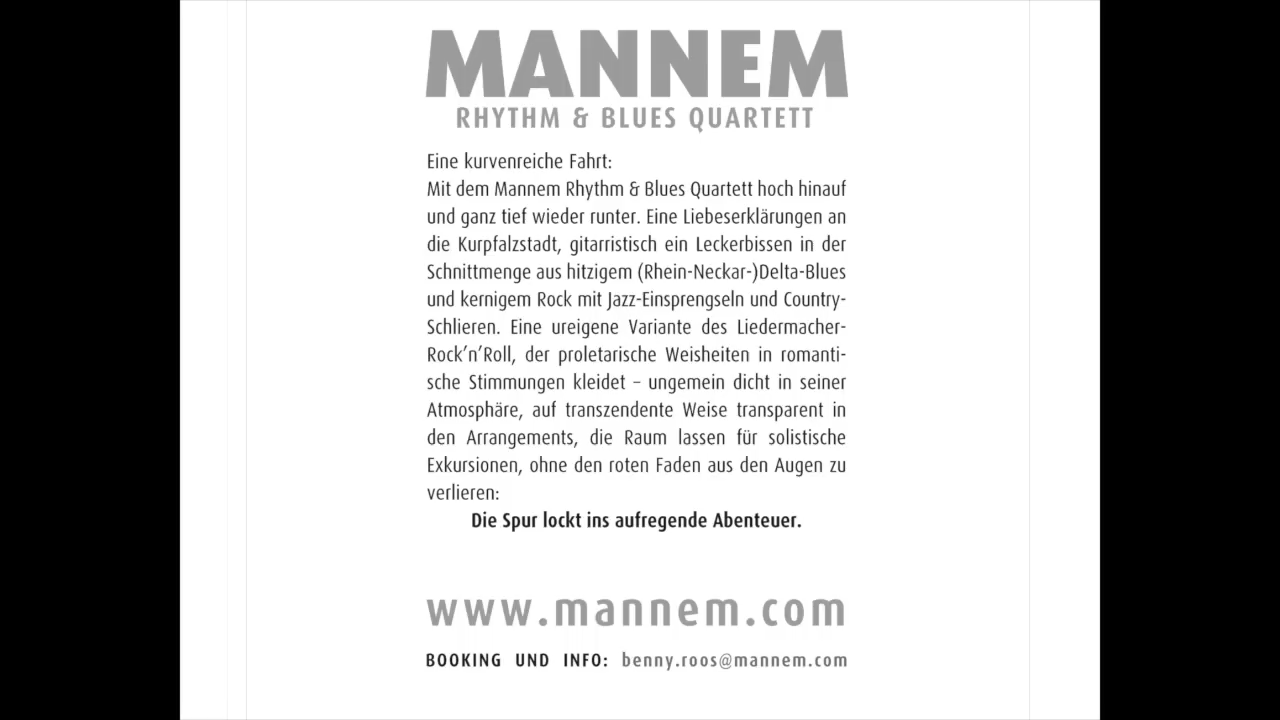 MANNEM
RHYTHM & BLUES QUARTETT
Eine kurvenreiche Fahrt:
Mit dem Mannem Rhythm & Blues Quartett hoch hinauf
und ganz tief wieder runter. Eine Liebeserklärungen an
die Kurpfalzstadt, gitarristisch ein Leckerbissen in der
Schnittmenge aus hitzigem (Rhein-Neckar-)Delta-Blues
und kernigem Rock mit Jazz-Einsprengseln und Country-
Schlieren. Eine ureigene Variante des Liedermacher-
Rock’n’Roll, der proletarische Weisheiten in romanti-
sche Stimmungen kleidet – ungemein dicht in seiner
Atmosphäre, auf transzendente Weise transparent in
den Arrangements, die Raum lassen für solistische
Exkursionen, ohne den roten Faden aus den Augen zu
verlieren:
Die Spur lockt ins aufregende Abenteuer.
www.mannem.com
BOOKING UND INFO: benny.roos@mannem.com